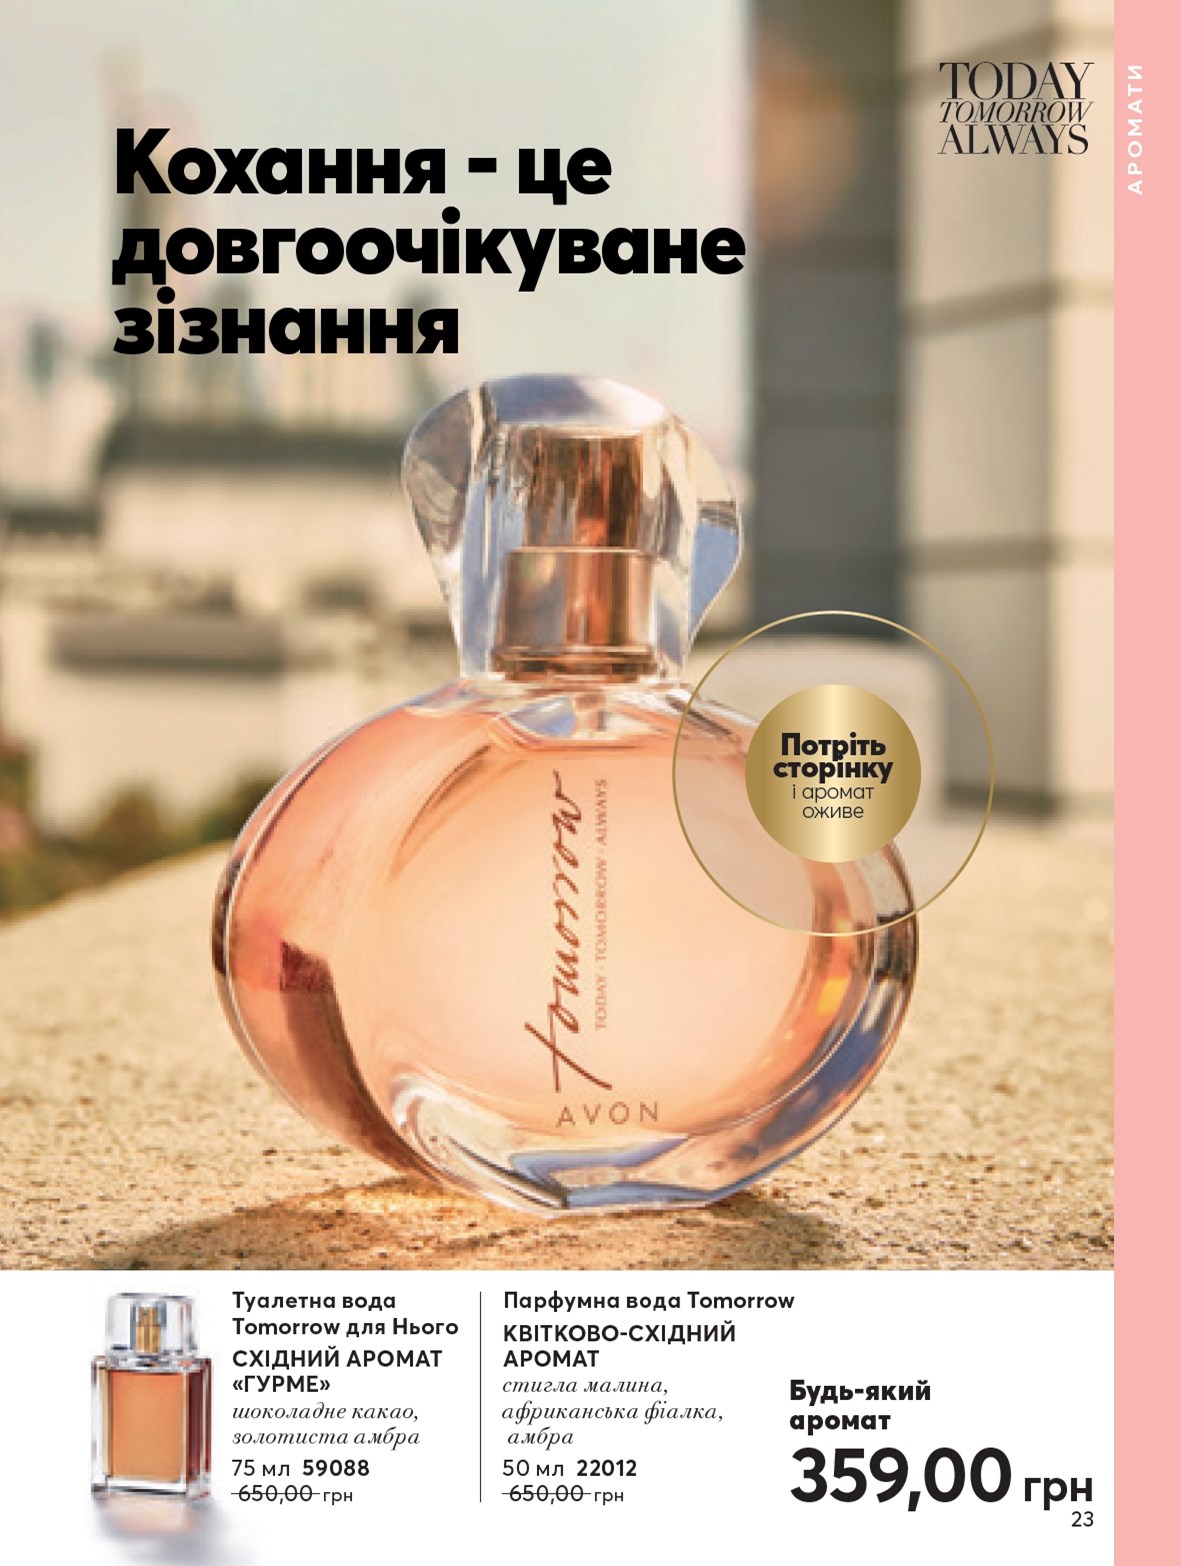 TODAY
TOMORROW
ALWAYS
АРОМАТИ
Кохання - це
довгоочікуване
зізнання
Потріть
сторінку
і аромат
оживе
tomorrow
TODAY · TOMORROW · ALWAYS
AVON
Туалетна вода
Tomorrow для Нього
СХІДНИЙ АРОМАТ
«ГУРМЕ»
шоколадне какао,
золотиста амбра
75 мл 59088
650,00 грн
Парфумна вода Tomorrow
КВІТКОВО-СХІДНИЙ
АРОМАТ
стигла малина,
африканська фіалка,
амбра
50 мл 22012
650,00 грн
Будь-який
аромат
359,00 грн
23